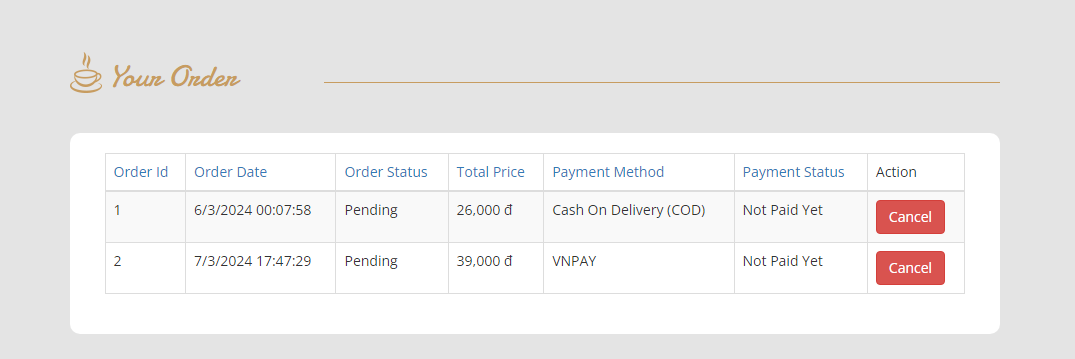 Your Order
Order Id Order Date Order Status Total Price Payment Method Payment Status Action
1 6/3/2024 00:07:58 Pending 26,000 đ Cash On Delivery (COD) Not Paid Yet Cancel
2 7/3/2024 17:47:29 Pending 39,000 đ VNPAY Not Paid Yet Cancel